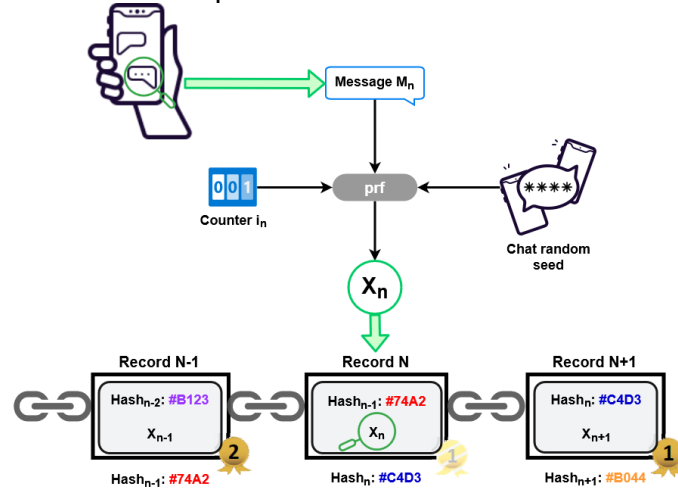 Message Mn
001
prf
****
Counter in
Chat random
seed
Xn
Record N-1
Record N
Record N+1
Hashn-2: #B123
Hashn-1: #74A2
Hashn: #C4D3
Xn-1
Xn
Xn+1
2
1
1
Hashn-1: #74A2
Hashn: #C4D3
Hashn+1: #B044